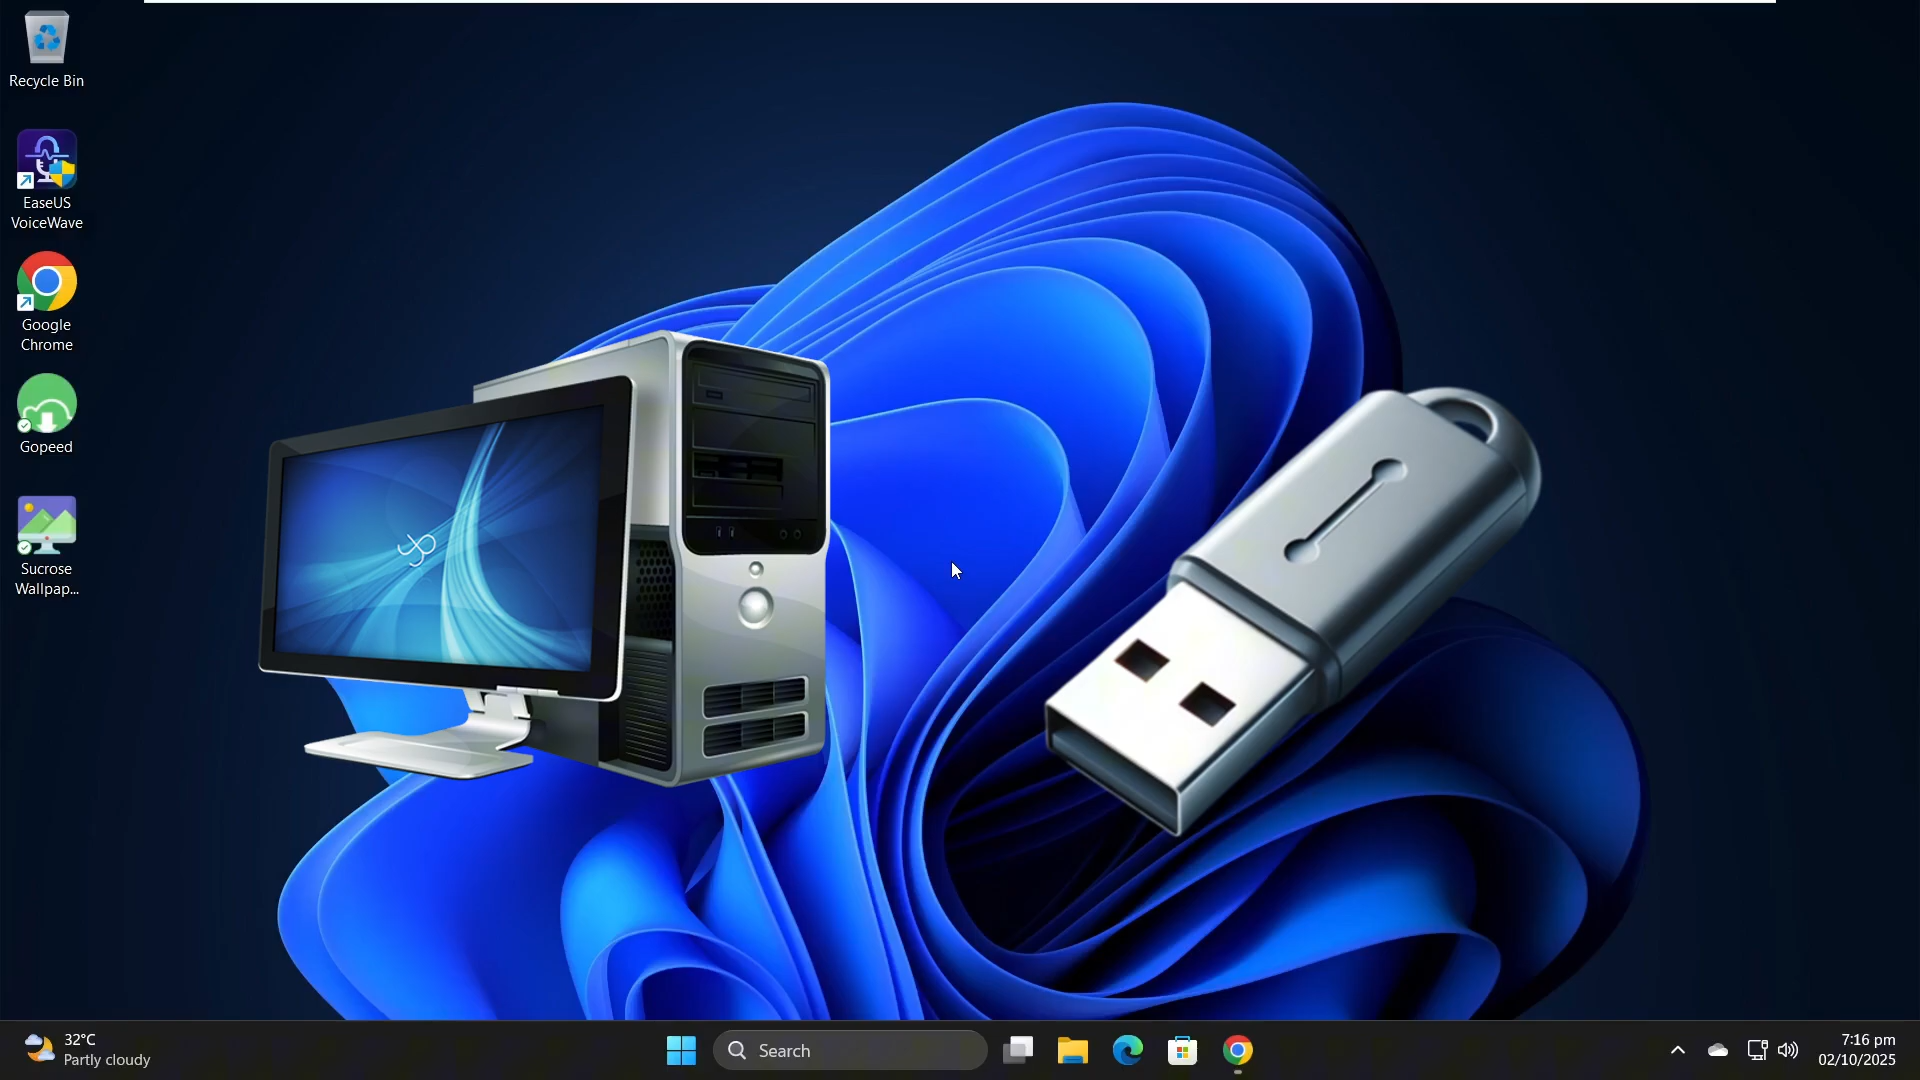 Recycle Bin
EaseUS
VoiceWave
Google
Chrome
Gopeed
Sucrose
Wallpap...
32°C
Partly cloudy
Search
7:16 pm
02/10/2025